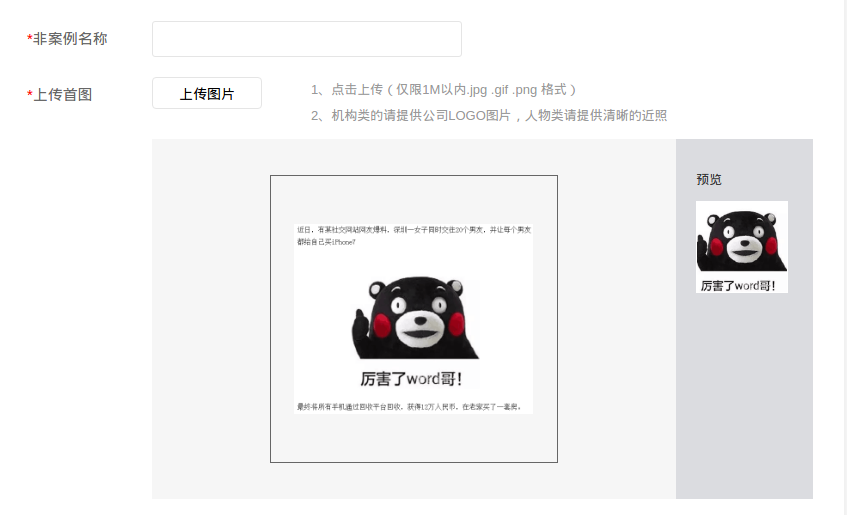 *非案例名称
*上传首图
上传图片
1、点击上传（仅限1M以内.jpg .gif .png 格式）
2、机构类的请提供公司LOGO图片，人物类请提供清晰的近照
预览
近日，有某社交网站网友爆料，深圳一女子同时交往20个男友，并让每个男友
都给自己买iPhone7
厉害了word哥！
最终将所有手机通过回收平台回收，获得12万人民币，在老家买了一套房。
厉害了word哥！